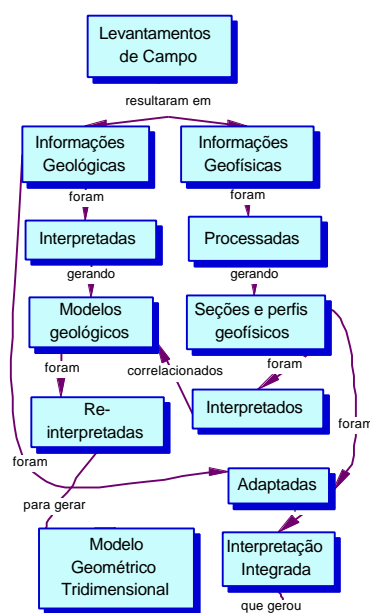 Levantamentos
de Campo
resultaram em
Informações
Geológicas
Informações
Geofísicas
foram
foram
Interpretadas
Processadas
gerando
gerando
Modelos
geológicos
Seções e perfis
geofísicos
foram
correlacionados
foram
Re-
interpretadas
Interpretados
foram
foram
Adaptadas
para gerar
Modelo
Geométrico
Tridimensional
Interpretação
Integrada
que gerou